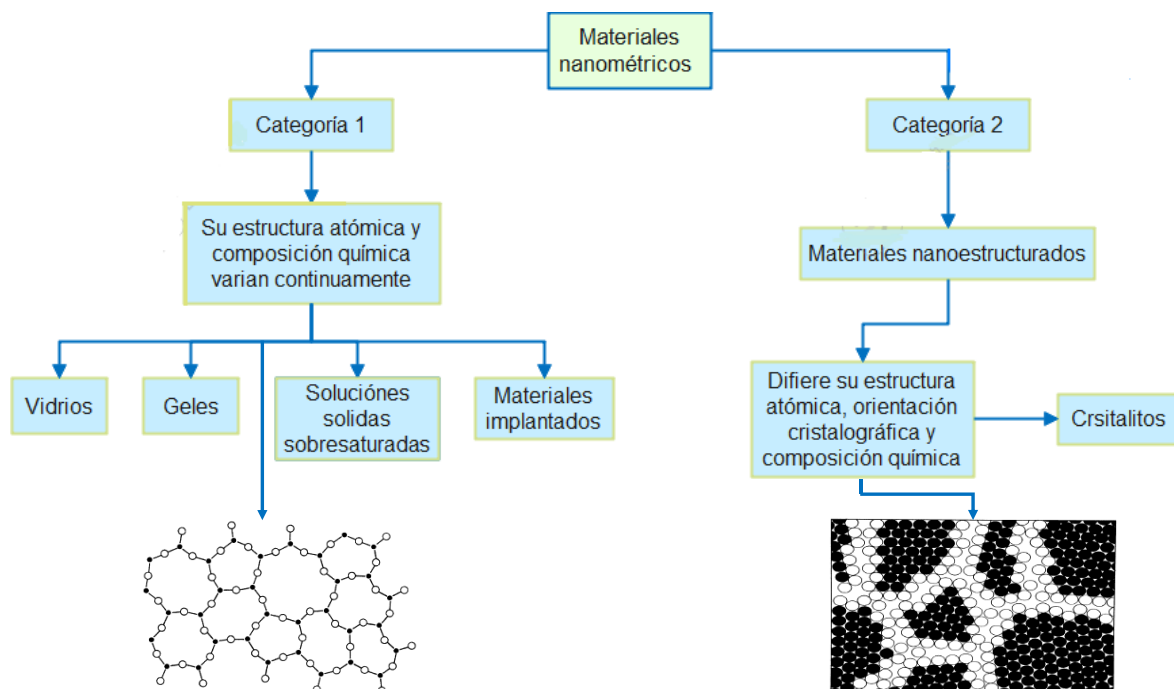 Materiales
nanométricos
Categoría 1
Categoría 2
Su estructura atómica y
composición química
varian continuamente
Materiales nanoestructurados
Vidrios
Geles
Soluciónes
solidas
sobresaturadas
Materiales
implantados
Difiere su estructura
atómica, orientación
cristalográfica y
composición química
Crsitalitos